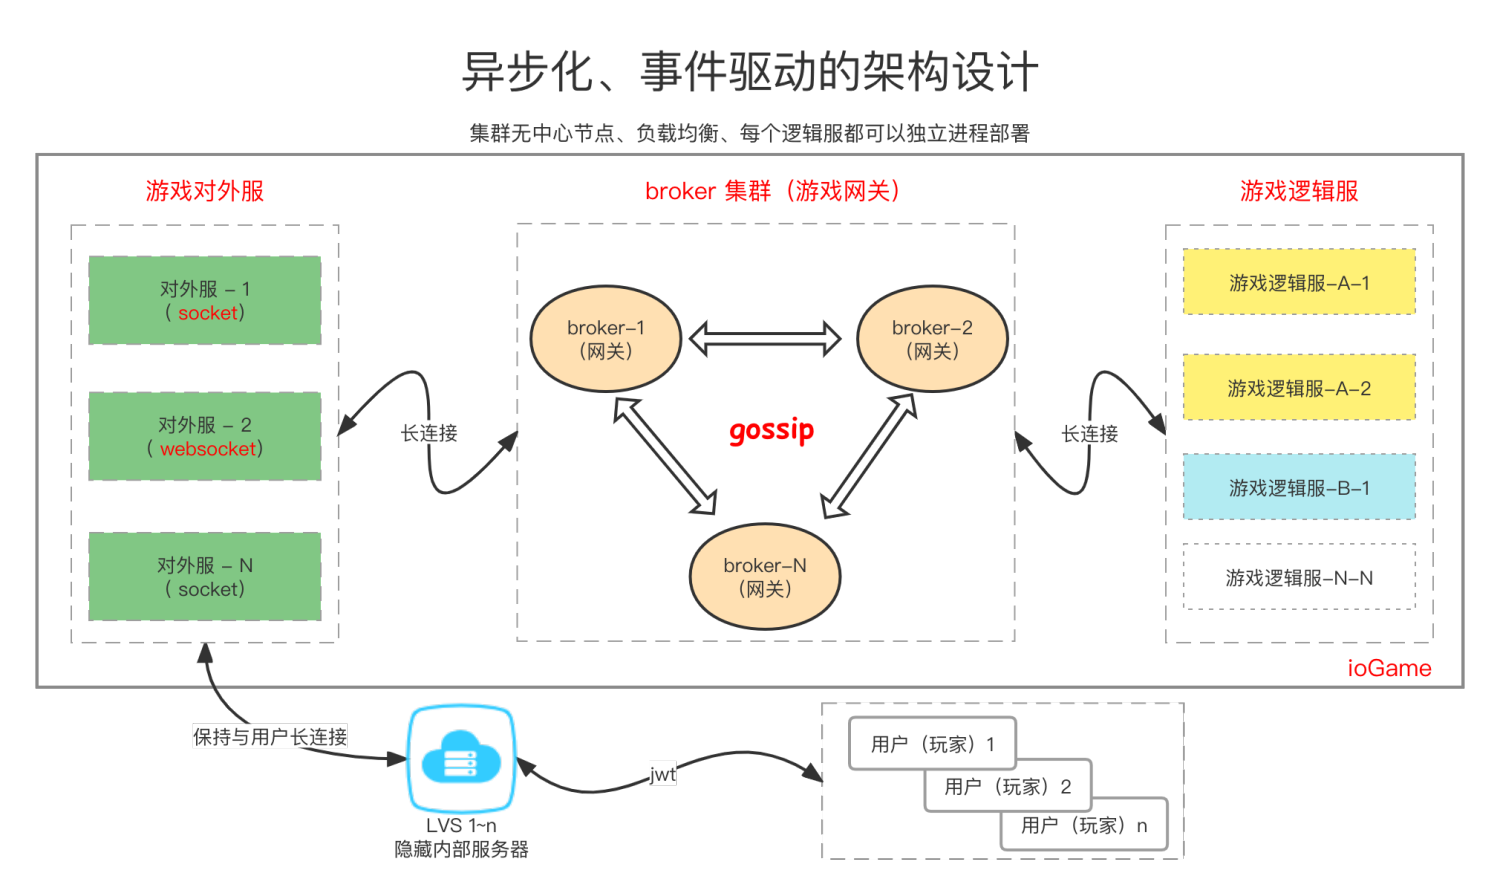 异步化、事件驱动的架构设计
集群无中心节点、负载均衡、每个逻辑服都可以独立进程部署
游戏对外服
对外服 – 1
( socket)
对外服 – 2
( websocket)
对外服 – N
( socket)
长连接
broker 集群（游戏网关）
broker–1
（网关）
broker–2
（网关）
gossip
broker–N
（网关）
长连接
游戏逻辑服
游戏逻辑服–A–1
游戏逻辑服–A–2
游戏逻辑服–B–1
游戏逻辑服–N–N
ioGame
保持与用户长连接
LVS 1~n
隐藏内部服务器
jwt
用户（玩家）1
用户（玩家）2
用户（玩家）n